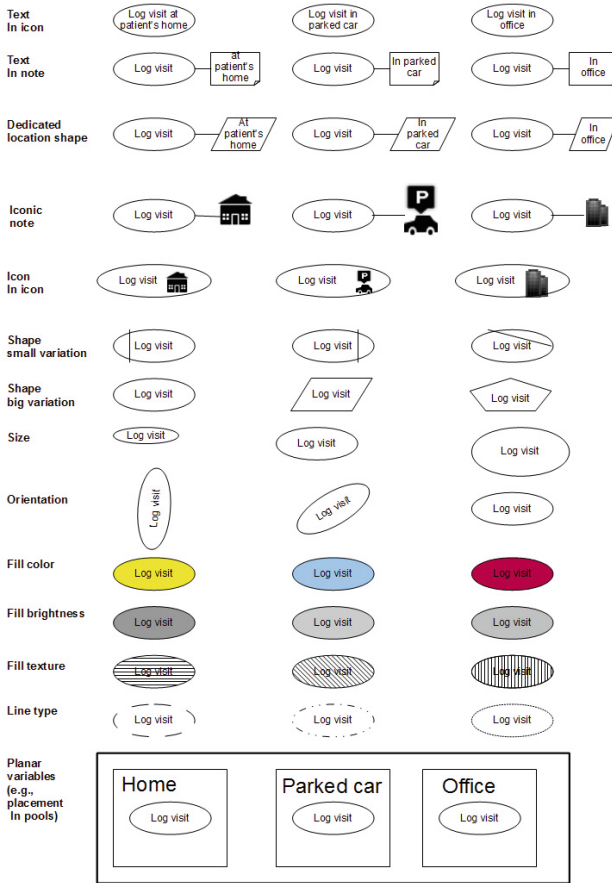 Text
In icon
Log visit at
patient's home
Log visit in
parked car
Log visit in
office
Text
In note
Log visit
at
patient's
home
Log visit
In parked
car
Log visit
In
office
Dedicated
location shape
Log visit
At
patient's
home
Log visit
In
parked
car
Log visit
In
office
Iconic
note
Log visit
Log visit
P
Log visit
Icon
In icon
Log visit
Log visit
P
Log visit
Shape
small variation
Log visit
Log visit
Log visit
Shape
big variation
Log visit
Log visit
Log visit
Size
Log visit
Log visit
Log visit
Orientation
Log visit
Log visit
Log visit
Fill color
Log visit
Log visit
Log visit
Fill brightness
Log visit
Log visit
Log visit
Fill texture
Log visit
Log visit
Log visit
Line type
Log visit
Log visit
Log visit
Planar
variables
(e.g.,
placement
In pools)
Home
Log visit
Parked car
Log visit
Office
Log visit